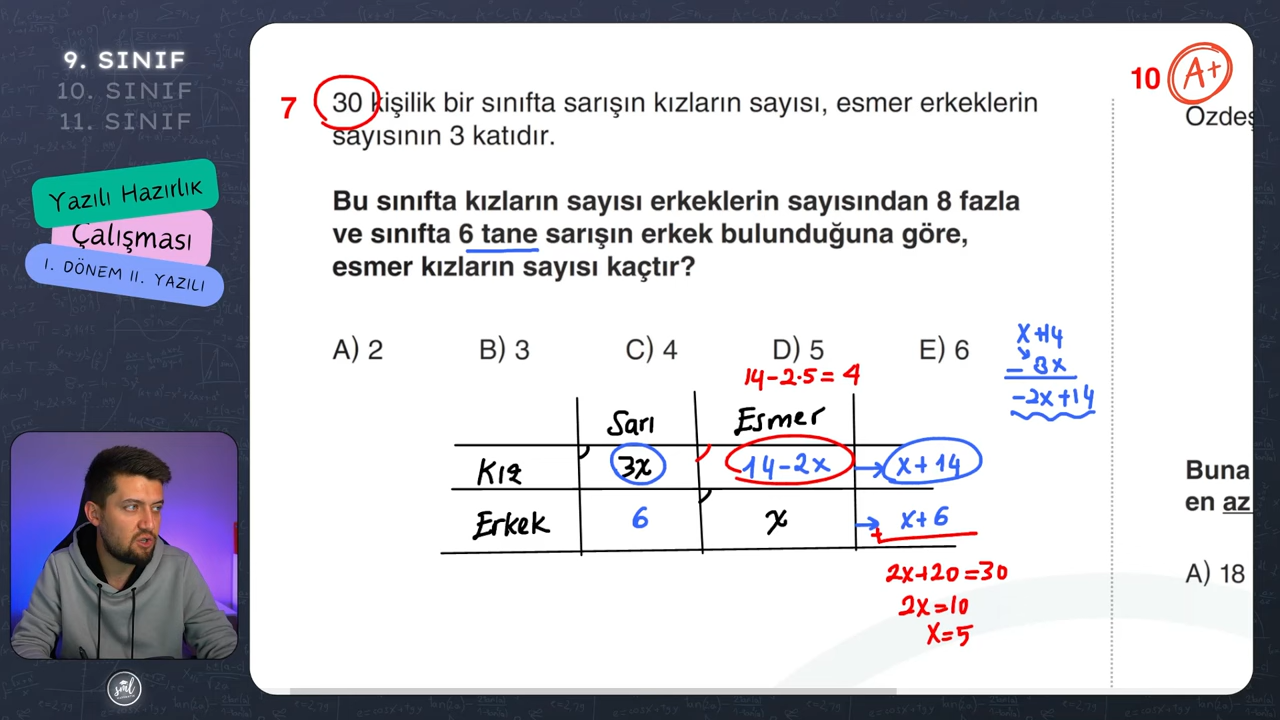 9. SINIF
10. SINIF
11. SINIF
Yazılı Hazırlık
Çalışması
I. DÖNEM II. YAZILI
7
30 kişilik bir sınıfta sarışın kızların sayısı, esmer erkeklerin
sayısının 3 katıdır.
Bu sınıfta kızların sayısı erkeklerin sayısından 8 fazla
ve sınıfta 6 tane sarışın erkek bulunduğuna göre,
esmer kızların sayısı kaçtır?
A) 2 B) 3 C) 4 D) 5 E) 6
14-2·5=4
x+14
- 3x
-2x+14
Sarı Esmer
Kız 3x 14-2x → x+14
Erkek 6 x → x+6
+
2x+20=30
2x=10
x=5
10 A+
Özdeş
Buna
en az
A) 18
sml